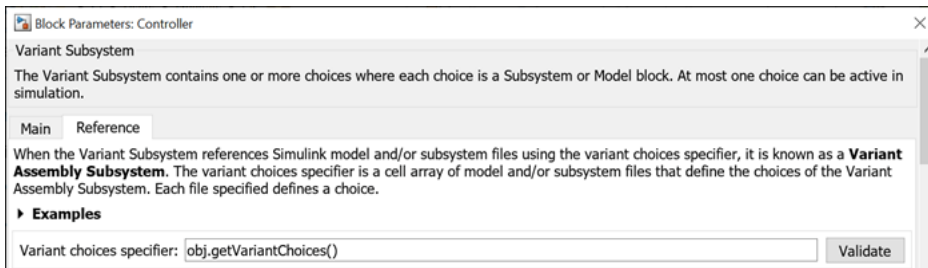 Block Parameters: Controller
Variant Subsystem
The Variant Subsystem contains one or more choices where each choice is a Subsystem or Model block. At most one choice can be active in
simulation.
Main Reference
When the Variant Subsystem references Simulink model and/or subsystem files using the variant choices specifier, it is known as a Variant
Assembly Subsystem. The variant choices specifier is a cell array of model and/or subsystem files that define the choices of the Variant
Assembly Subsystem. Each file specified defines a choice.
Examples
Variant choices specifier: obj.getVariantChoices() Validate